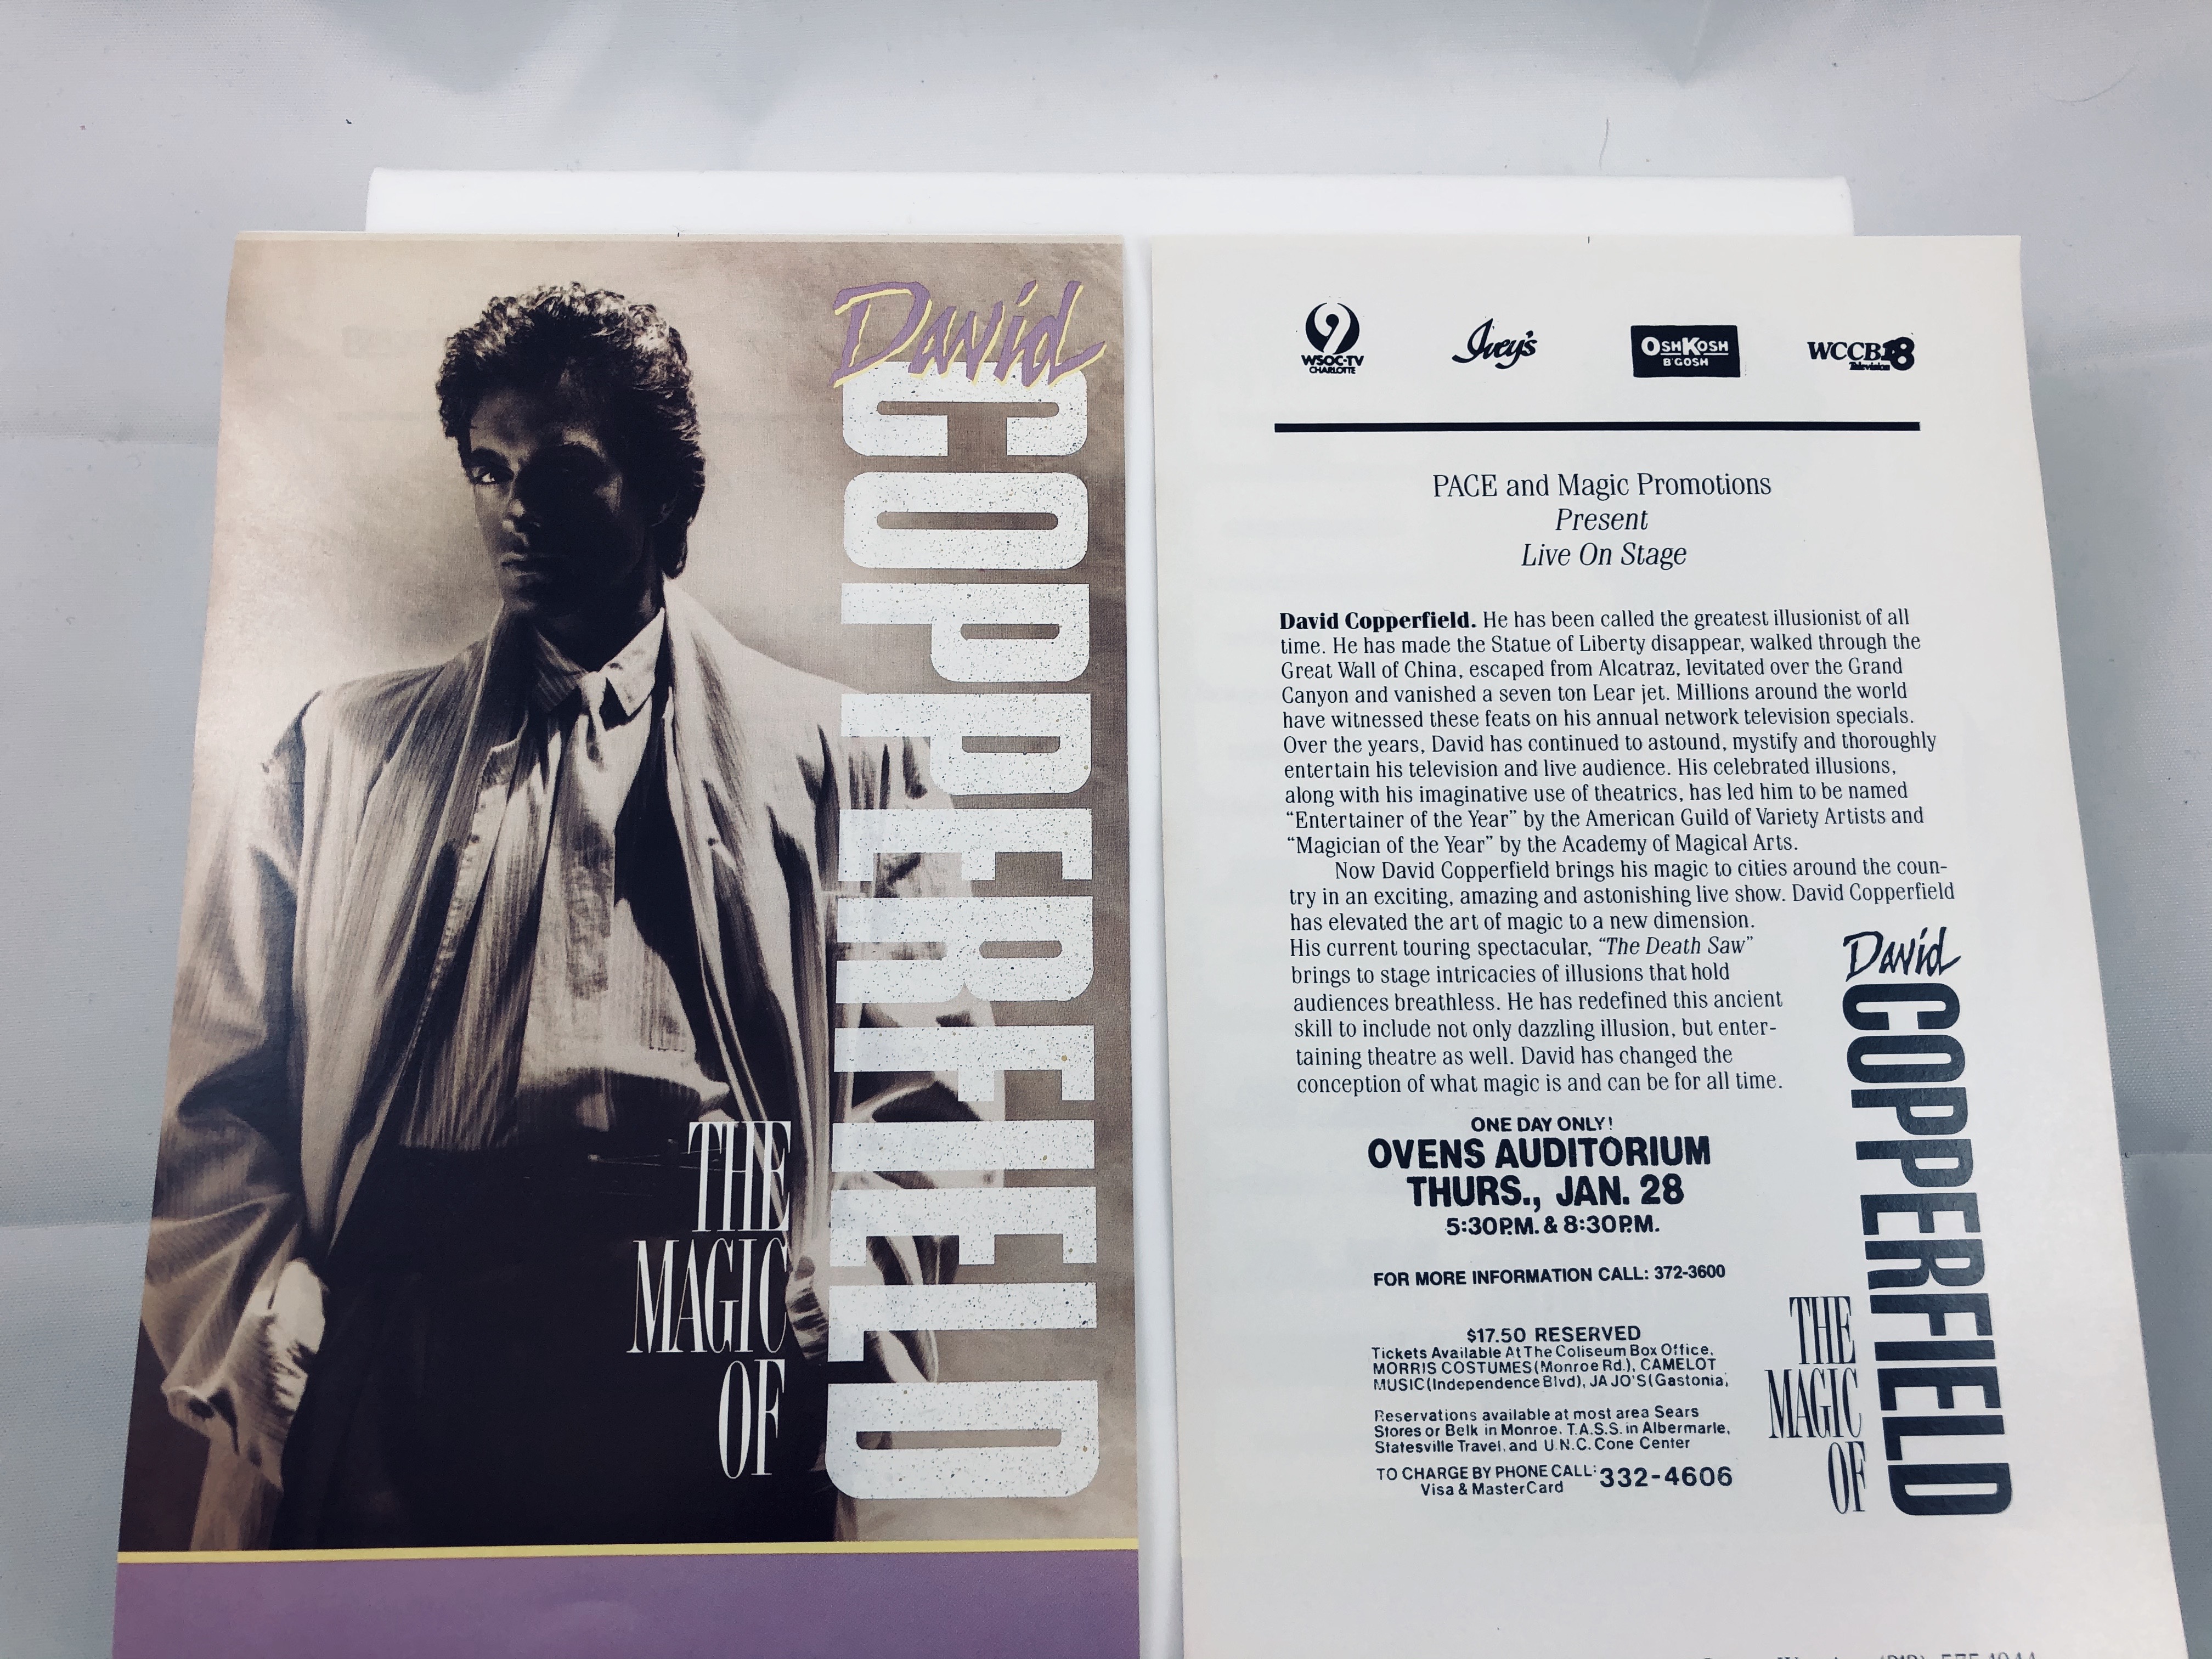 David
COPPERFIELD
THE
MAGIC
OF
9
WSOC-TV
CHARLOTTE
Ivey's
OSHKOSH
B'GOSH
WCCB 18
Television
PACE and Magic Promotions
Present
Live On Stage
David Copperfield. He has been called the greatest illusionist of all
time. He has made the Statue of Liberty disappear, walked through the
Great Wall of China, escaped from Alcatraz, levitated over the Grand
Canyon and vanished a seven ton Lear jet. Millions around the world
have witnessed these feats on his annual network television specials.
Over the years, David has continued to astound, mystify and thoroughly
entertain his television and live audience. His celebrated illusions,
along with his imaginative use of theatrics, has led him to be named
“Entertainer of the Year” by the American Guild of Variety Artists and
“Magician of the Year” by the Academy of Magical Arts.
Now David Copperfield brings his magic to cities around the coun-
try in an exciting, amazing and astonishing live show. David Copperfield
has elevated the art of magic to a new dimension.
His current touring spectacular, “The Death Saw”
brings to stage intricacies of illusions that hold
audiences breathless. He has redefined this ancient
skill to include not only dazzling illusion, but enter-
taining theatre as well. David has changed the
conception of what magic is and can be for all time.
ONE DAY ONLY!
OVENS AUDITORIUM
THURS., JAN. 28
5:30P.M. & 8:30P.M.
FOR MORE INFORMATION CALL: 372-3600
$17.50 RESERVED
Tickets Available At The Coliseum Box Office,
MORRIS COSTUMES (Monroe Rd.), CAMELOT
MUSIC (Independence Blvd), JA JO'S (Gastonia,
Reservations available at most area Sears
Stores or Belk in Monroe. T.A.S.S. in Albermarle,
Statesville Travel, and U.N.C. Cone Center
TO CHARGE BY PHONE CALL: 332-4606
Visa & MasterCard
David
COPPERFIELD
THE
MAGIC
OF